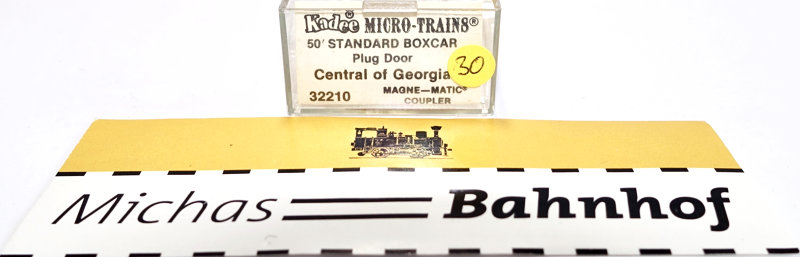 Kadee MICRO-TRAINS®
50' STANDARD BOXCAR
Plug Door
Central of Georgia
30
32210 MAGNE—MATIC®
COUPLER
Michas Bahnhof